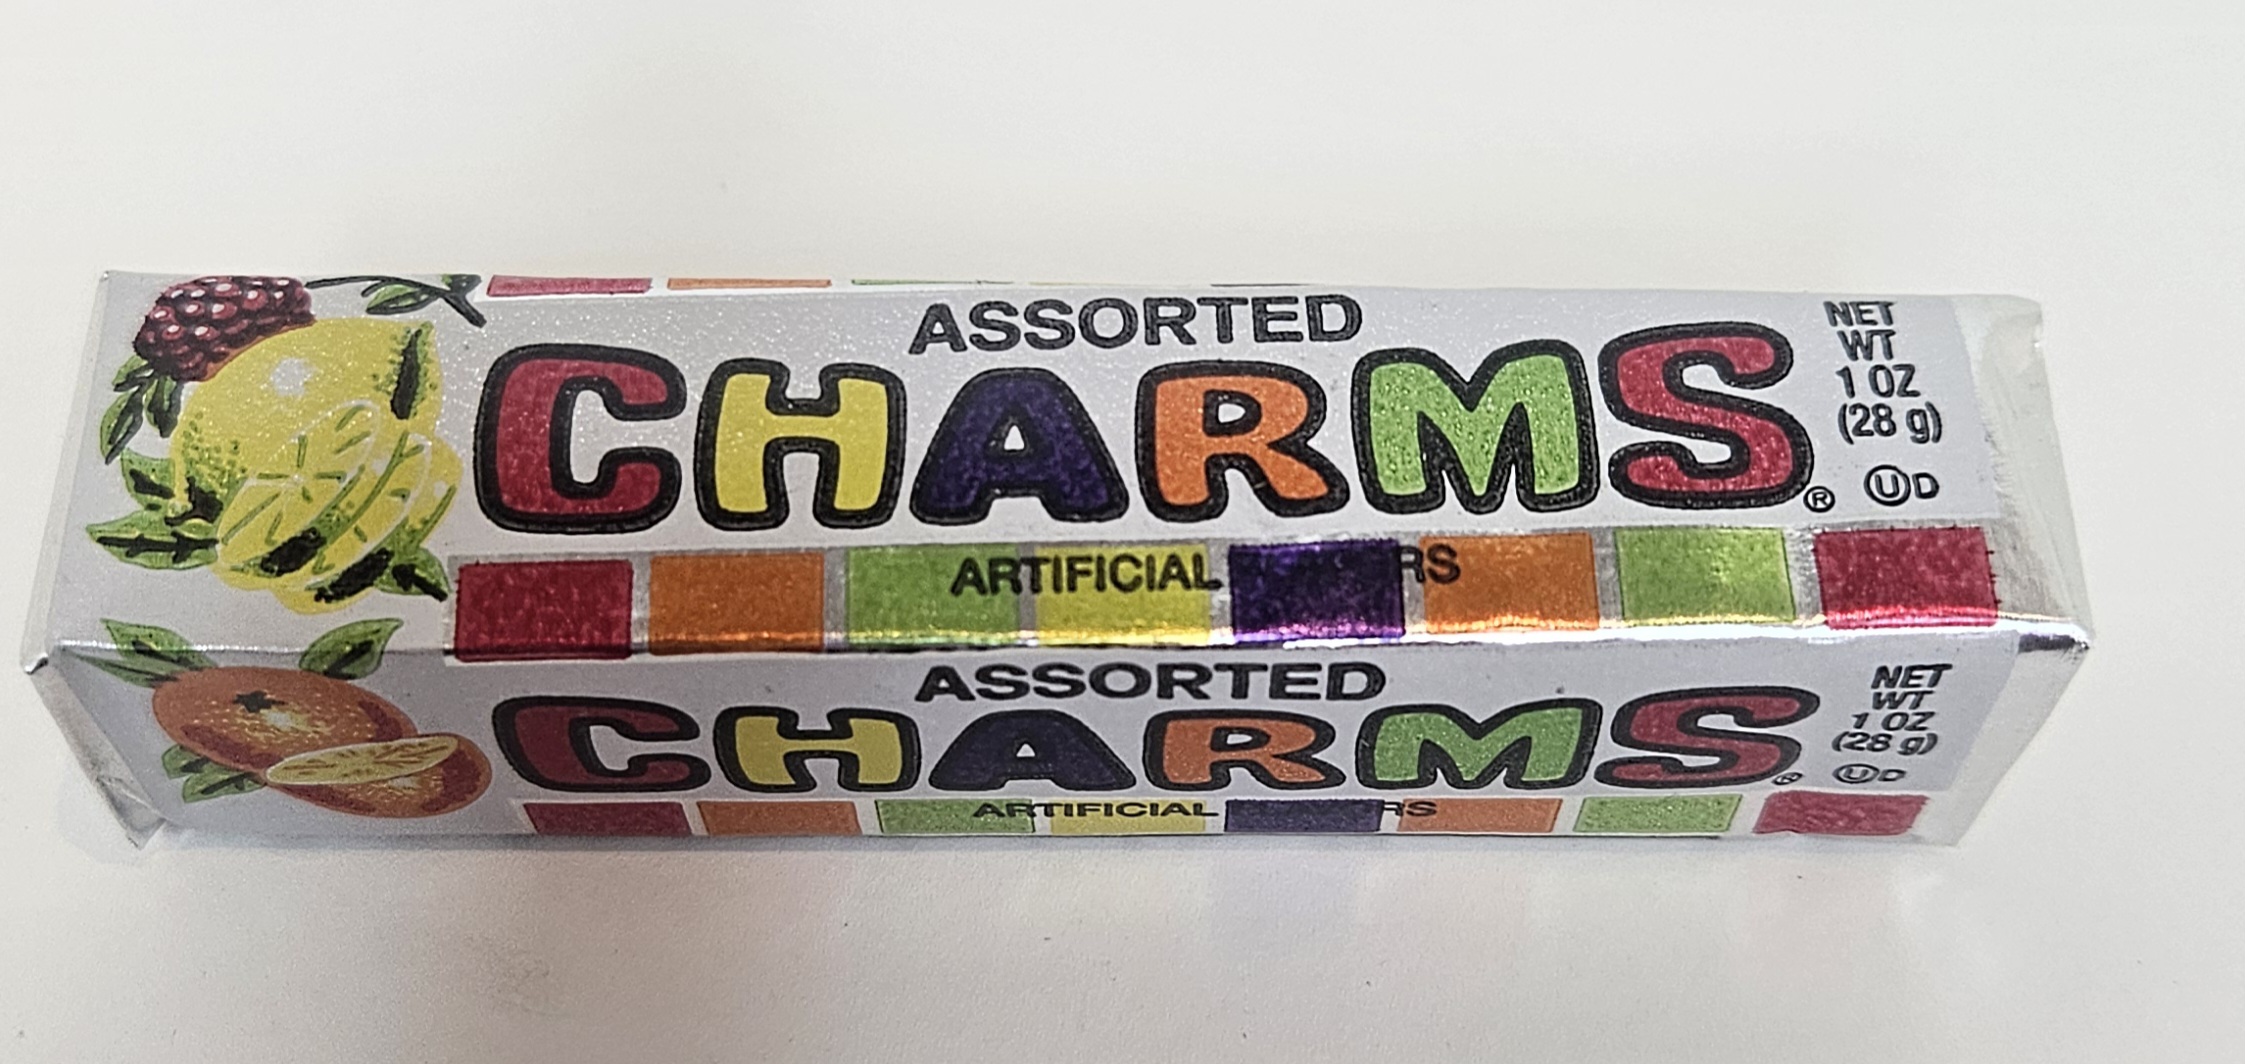 ASSORTED
CHARMS®
NET
WT
1 OZ
(28 g)
Ⓤ D
ARTIFICIAL
ASSORTED
CHARMS®
NET
WT
1 OZ
(28 g)
Ⓤ D
ARTIFICIAL